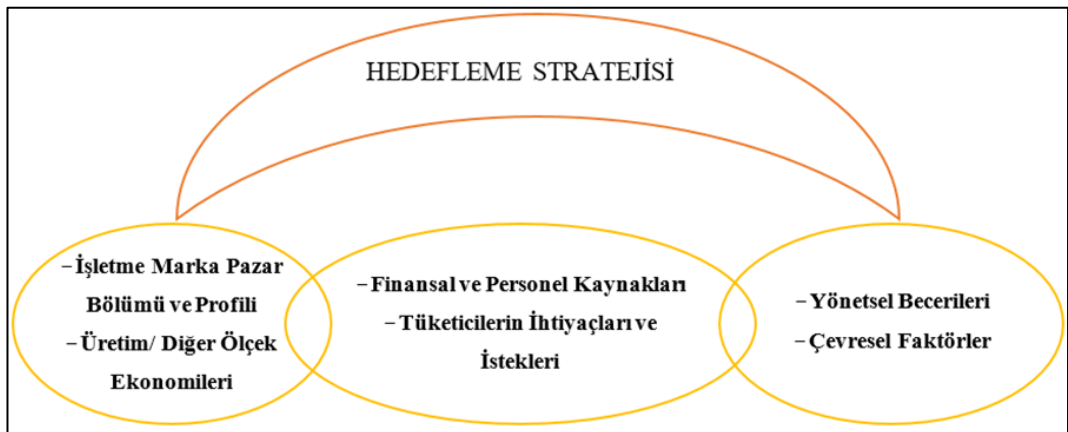 HEDEFLEME STRATEJİSİ
−İşletme Marka Pazar
Bölümü ve Profili
−Üretim/ Diğer Ölçek
Ekonomileri
−Finansal ve Personel Kaynakları
−Tüketicilerin İhtiyaçları ve
İstekleri
−Yönetsel Becerileri
−Çevresel Faktörler